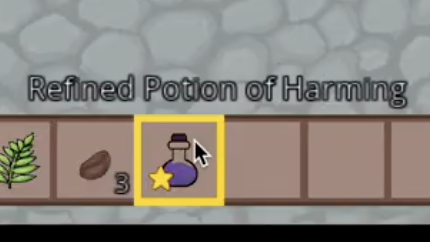 Refined Potion of Harming
3